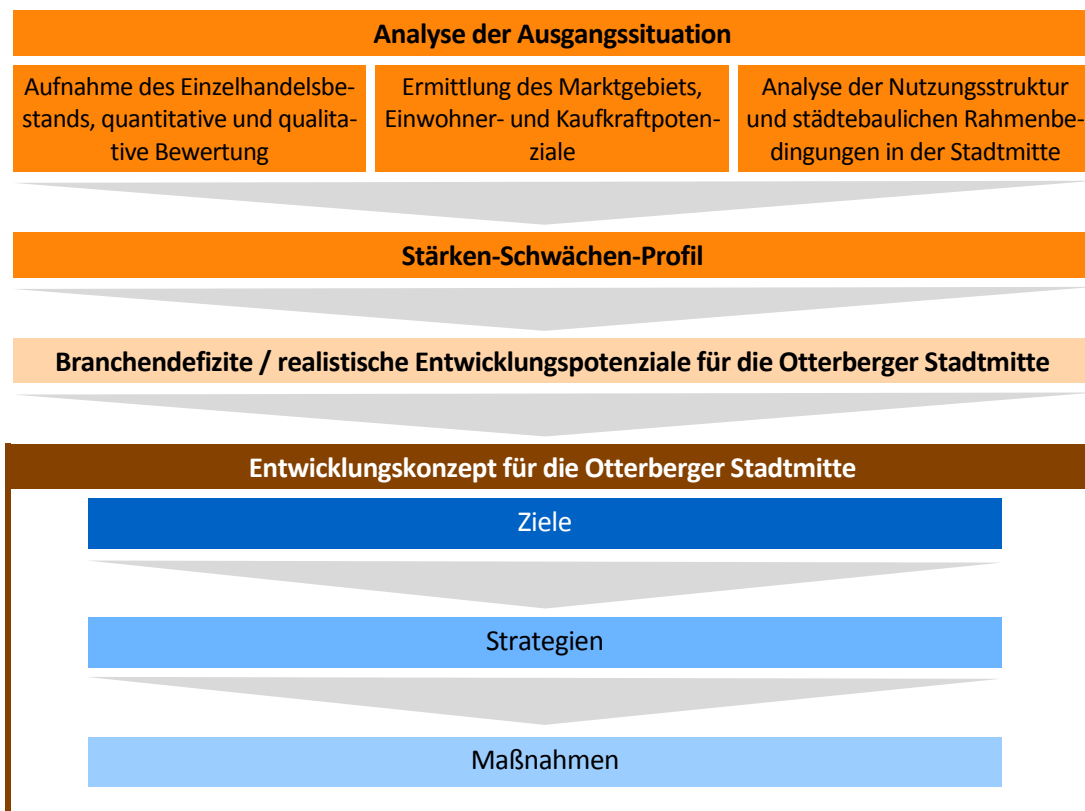 Analyse der Ausgangssituation
Aufnahme des Einzelhandelsbe-
stands, quantitative und qualita-
tive Bewertung
Ermittlung des Marktgebiets,
Einwohner- und Kaufkraftpoten-
ziale
Analyse der Nutzungsstruktur
und städtebaulichen Rahmenbe-
dingungen in der Stadtmitte
Stärken-Schwächen-Profil
Branchendefizite / realistische Entwicklungspotenziale für die Otterberger Stadtmitte
Entwicklungskonzept für die Otterberger Stadtmitte
Ziele
Strategien
Maßnahmen